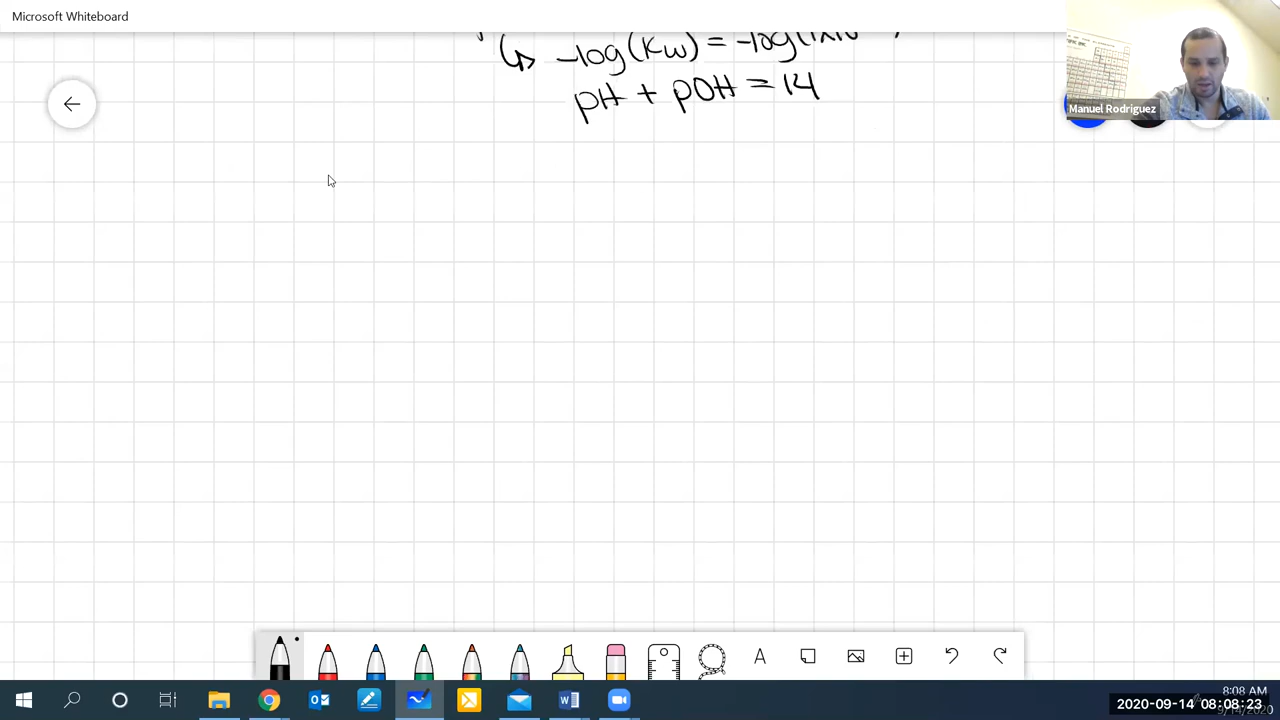 Microsoft Whiteboard
-log(Kw) = -log(1x10
pH + pOH = 14
Manuel Rodriguez
A
8:08 AM
2020-09-14 08:08:23